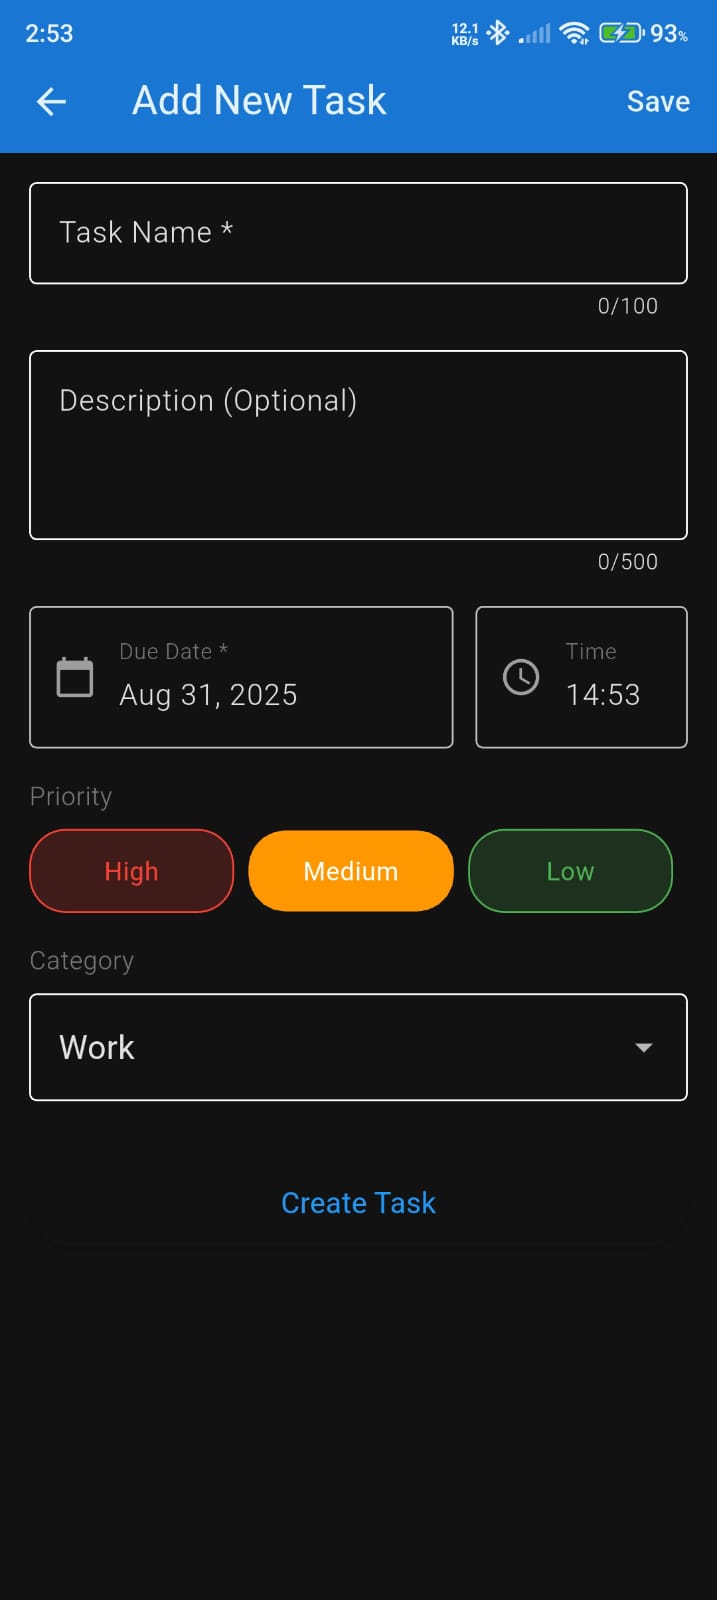 2:53 12.1 KB/s 93%
Add New Task Save
Task Name *
0/100
Description (Optional)
0/500
Due Date * Time
Aug 31, 2025 14:53
Priority
High Medium Low
Category
Work
Create Task